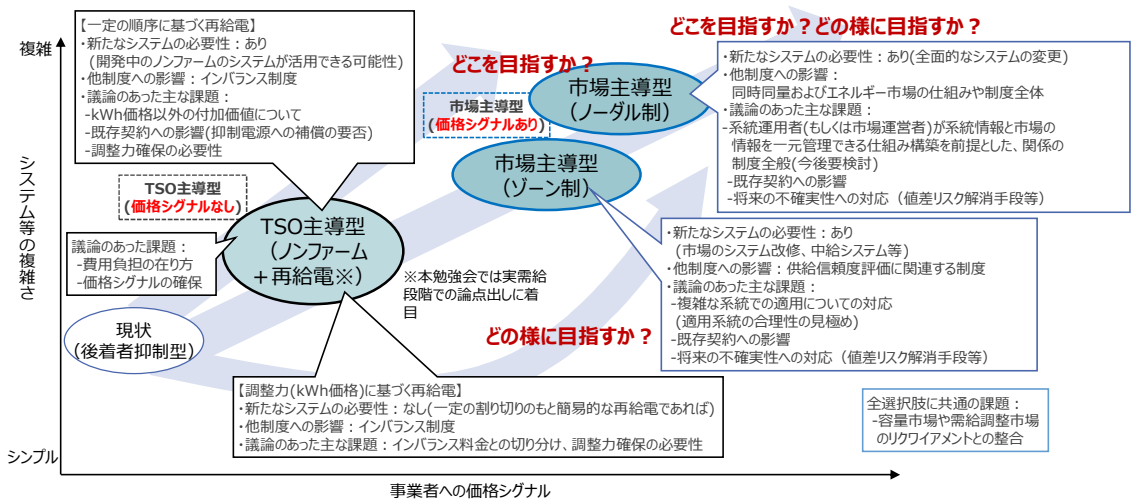 複雑
システム等の複雑さ
シンプル
事業者への価格シグナル
【一定の順序に基づく再給電】
・新たなシステムの必要性：あり
(開発中のノンファームのシステムが活用できる可能性)
・他制度への影響：インバランス制度
・議論のあった主な課題：
-kWh価格以外の付加価値について
-既存契約への影響(抑制電源への補償の要否)
-調整力確保の必要性
TSO主導型
(価格シグナルなし)
議論のあった課題：
-費用負担の在り方
-価格シグナルの確保
TSO主導型
（ノンファーム
＋再給電※）
現状
（後着者抑制型）
※本勉強会では実需給
段階での論点出しに着
目
【調整力(kWh価格)に基づく再給電】
・新たなシステムの必要性：なし(一定の割り切りのもと簡易的な再給電であれば)
・他制度への影響：インバランス制度
・議論のあった主な課題：インバランス料金との切り分け、調整力確保の必要性
どこを目指すか？
市場主導型
(価格シグナルあり)
市場主導型
（ノーダル制）
市場主導型
（ゾーン制）
どの様に目指すか？
どこを目指すか？どの様に目指すか？
・新たなシステムの必要性：あり(全面的なシステムの変更)
・他制度への影響：
同時同量およびエネルギー市場の仕組みや制度全体
・議論のあった主な課題：
-系統運用者(もしくは市場運営者)が系統情報と市場の
情報を一元管理できる仕組み構築を前提とした、関係の
制度全般(今後要検討)
-既存契約への影響
-将来の不確実性への対応（値差リスク解消手段等）
・新たなシステムの必要性：あり
(市場のシステム改修、中給システム等)
・他制度への影響：供給信頼度評価に関連する制度
・議論のあった主な課題：
-複雑な系統での適用についての対応
(適用系統の合理性の見極め)
-既存契約への影響
-将来の不確実性への対応（値差リスク解消手段等）
全選択肢に共通の課題：
-容量市場や需給調整市場
のリクワイアメントとの整合